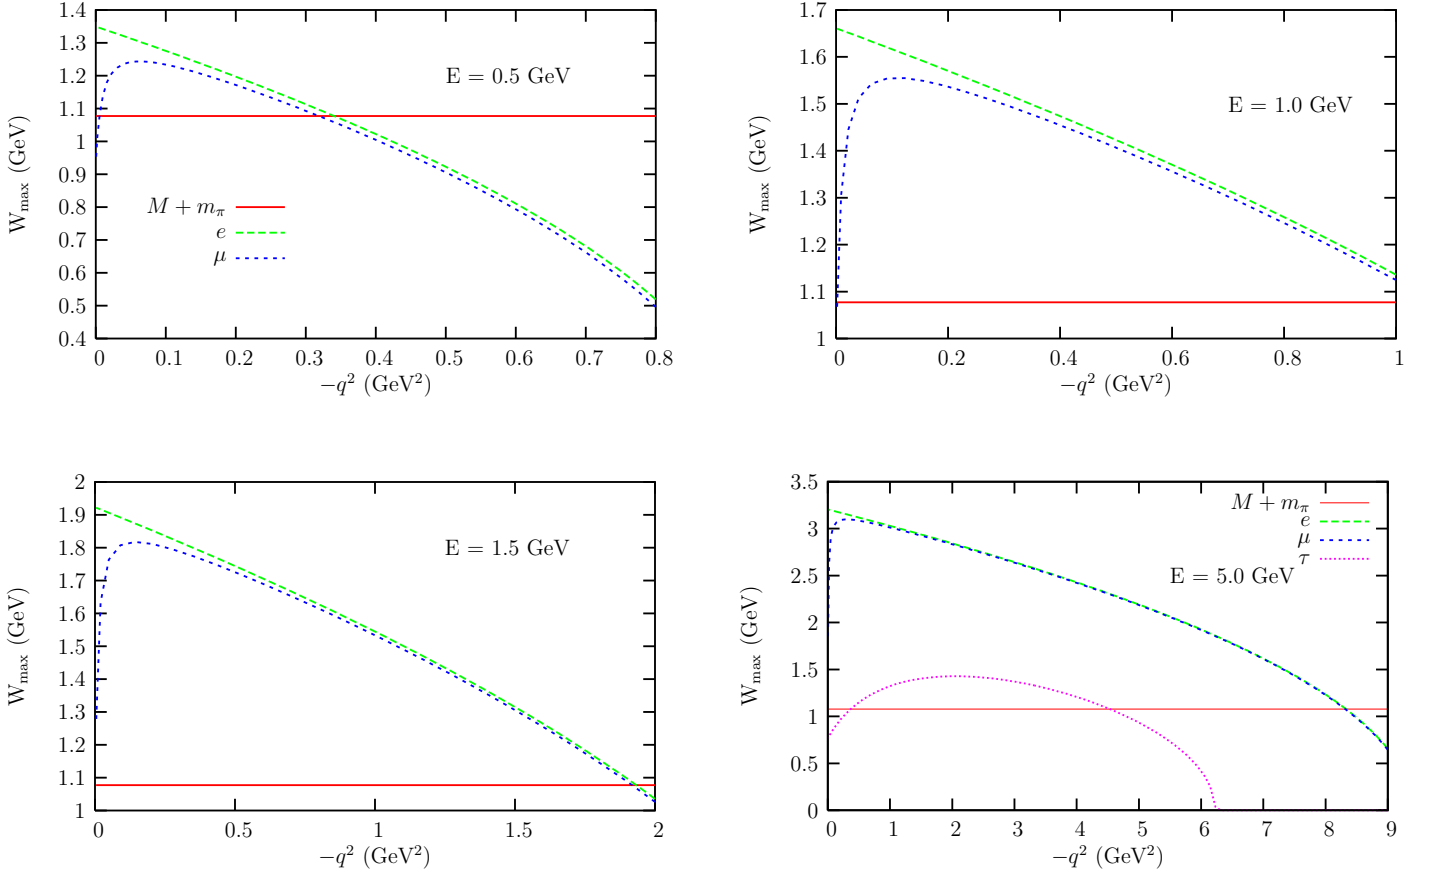 1.4
1.3
1.2
1.1
1
0.9
0.8
0.7
0.6
0.5
0.4
W_max (GeV)
E = 0.5 GeV
M + m_π
e
μ
0 0.1 0.2 0.3 0.4 0.5 0.6 0.7 0.8
−q² (GeV²)
1.7
1.6
1.5
1.4
1.3
1.2
1.1
1
W_max (GeV)
E = 1.0 GeV
0 0.2 0.4 0.6 0.8 1
−q² (GeV²)
2
1.9
1.8
1.7
1.6
1.5
1.4
1.3
1.2
1.1
1
W_max (GeV)
E = 1.5 GeV
0 0.5 1 1.5 2
−q² (GeV²)
3.5
3
2.5
2
1.5
1
0.5
0
W_max (GeV)
M + m_π
e
μ
τ
E = 5.0 GeV
0 1 2 3 4 5 6 7 8 9
−q² (GeV²)